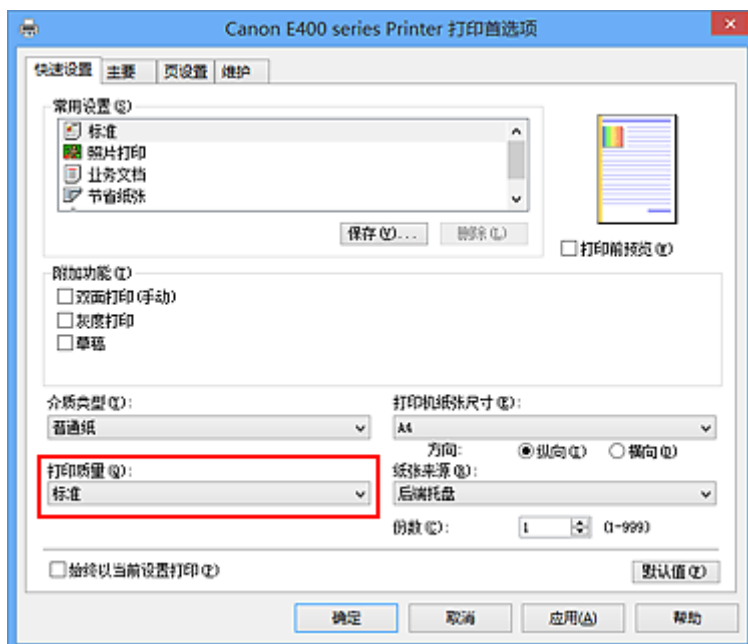 Canon E400 series Printer 打印首选项
快速设置 主要 页设置 维护
常用设置(S)
标准
照片打印
业务文档
节省纸张
保存(V)... 删除(L)
打印前预览(W)
附加功能(T)
双面打印(手动)
灰度打印
草稿
介质类型(Y): 打印机纸张尺寸(E):
普通纸 A4
方向: 纵向(I) 横向(D)
打印质量(Q): 纸张来源(R):
标准 后端托盘
份数(C): 1 (1-999)
始终以当前设置打印(P) 默认值(F)
确定 取消 应用(A) 帮助